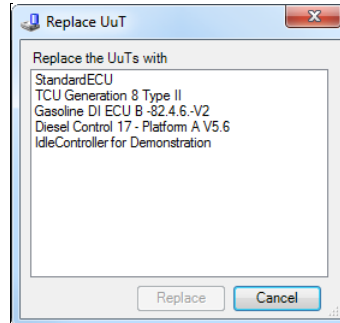 Replace UuT
Replace the UuTs with
StandardECU
TCU Generation 8 Type II
Gasoline DI ECU B -82.4.6.-V2
Diesel Control 17 - Platform A V5.6
IdleController for Demonstration
Replace
Cancel